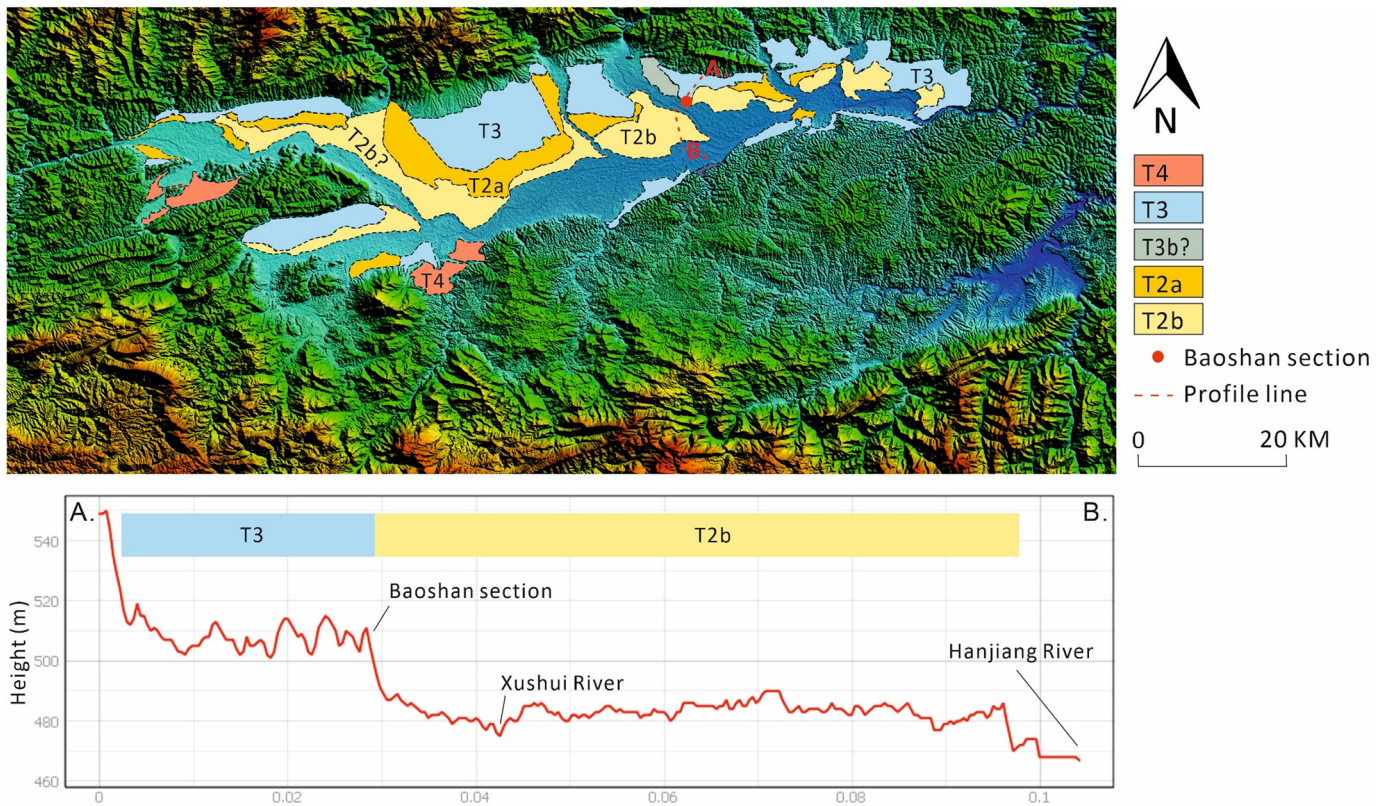 A.
T3
T3
T2b?
T2b
B.
T2a
T4
N
T4
T3
T3b?
T2a
T2b
Baoshan section
Profile line
0 20 KM
A. T3 T2b B.
540
Baoshan section
520
Height (m)
500
Hanjiang River
Xushui River
480
460
0 0.02 0.04 0.06 0.08 0.1